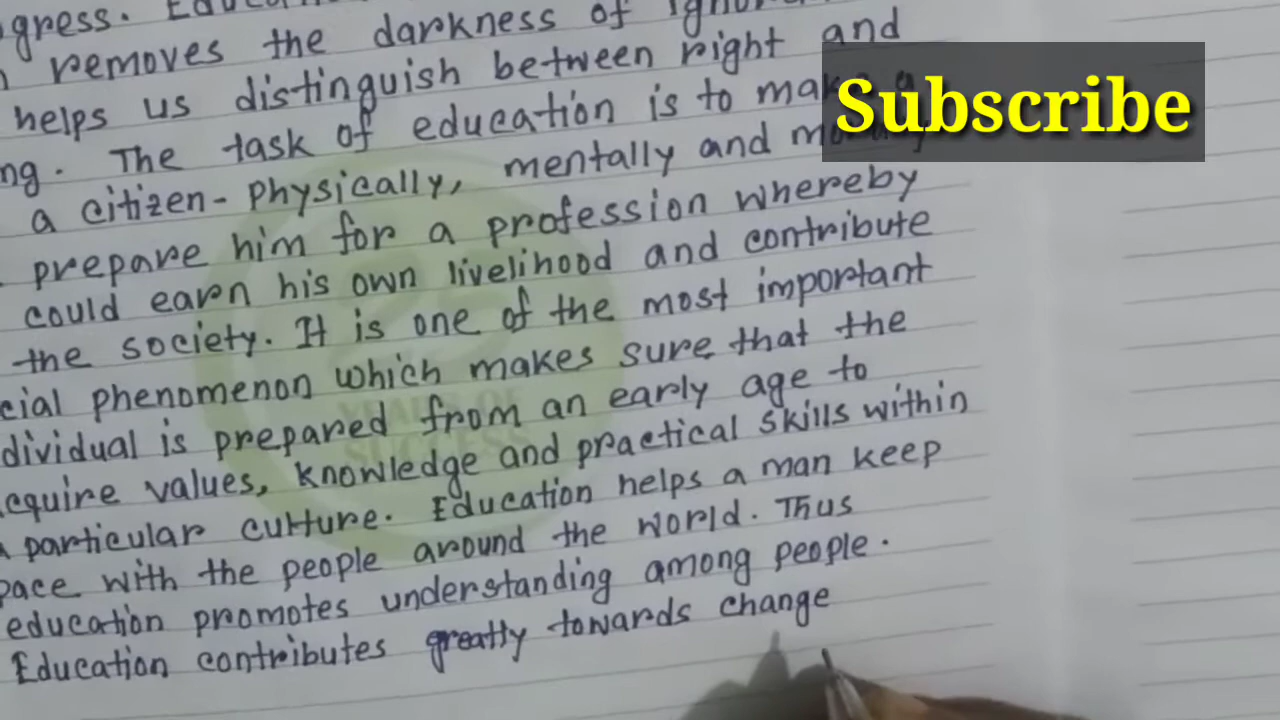 gress.
removes the darkness of
helps us distinguish between right and
The task of education is to make a
a citizen - physically, mentally and
prepare him for a profession whereby
could earn his own livelihood and contribute
the society. It is one of the most important
cial phenomenon which makes sure that the
dividual is prepared from an early age to
cquire values, knowledge and practical skills within
particular culture. Education helps a man keep
pace with the people around the world. Thus
education promotes understanding among people.
Education contributes greatly towards change
Subscribe
YEARS OF
SUCCESS